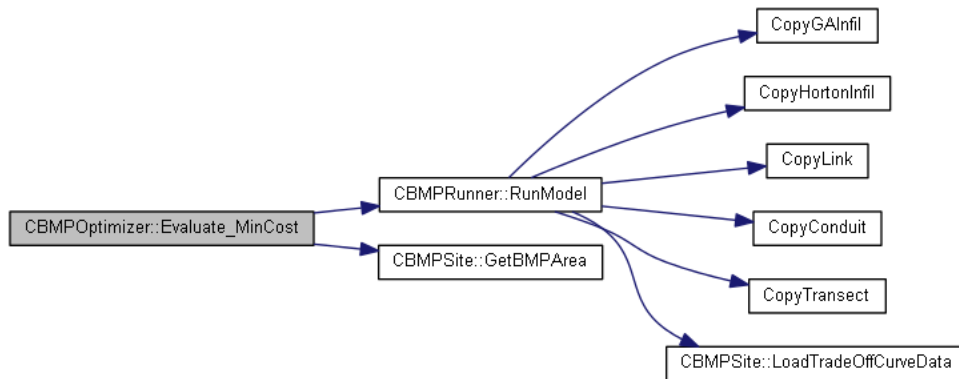 CopyGAInfil
CopyHortonInfil
CopyLink
CBMPRunner::RunModel
CBMPOptimizer::Evaluate_MinCost
CopyConduit
CBMPSite::GetBMPArea
CopyTransect
CBMPSite::LoadTradeOffCurveData